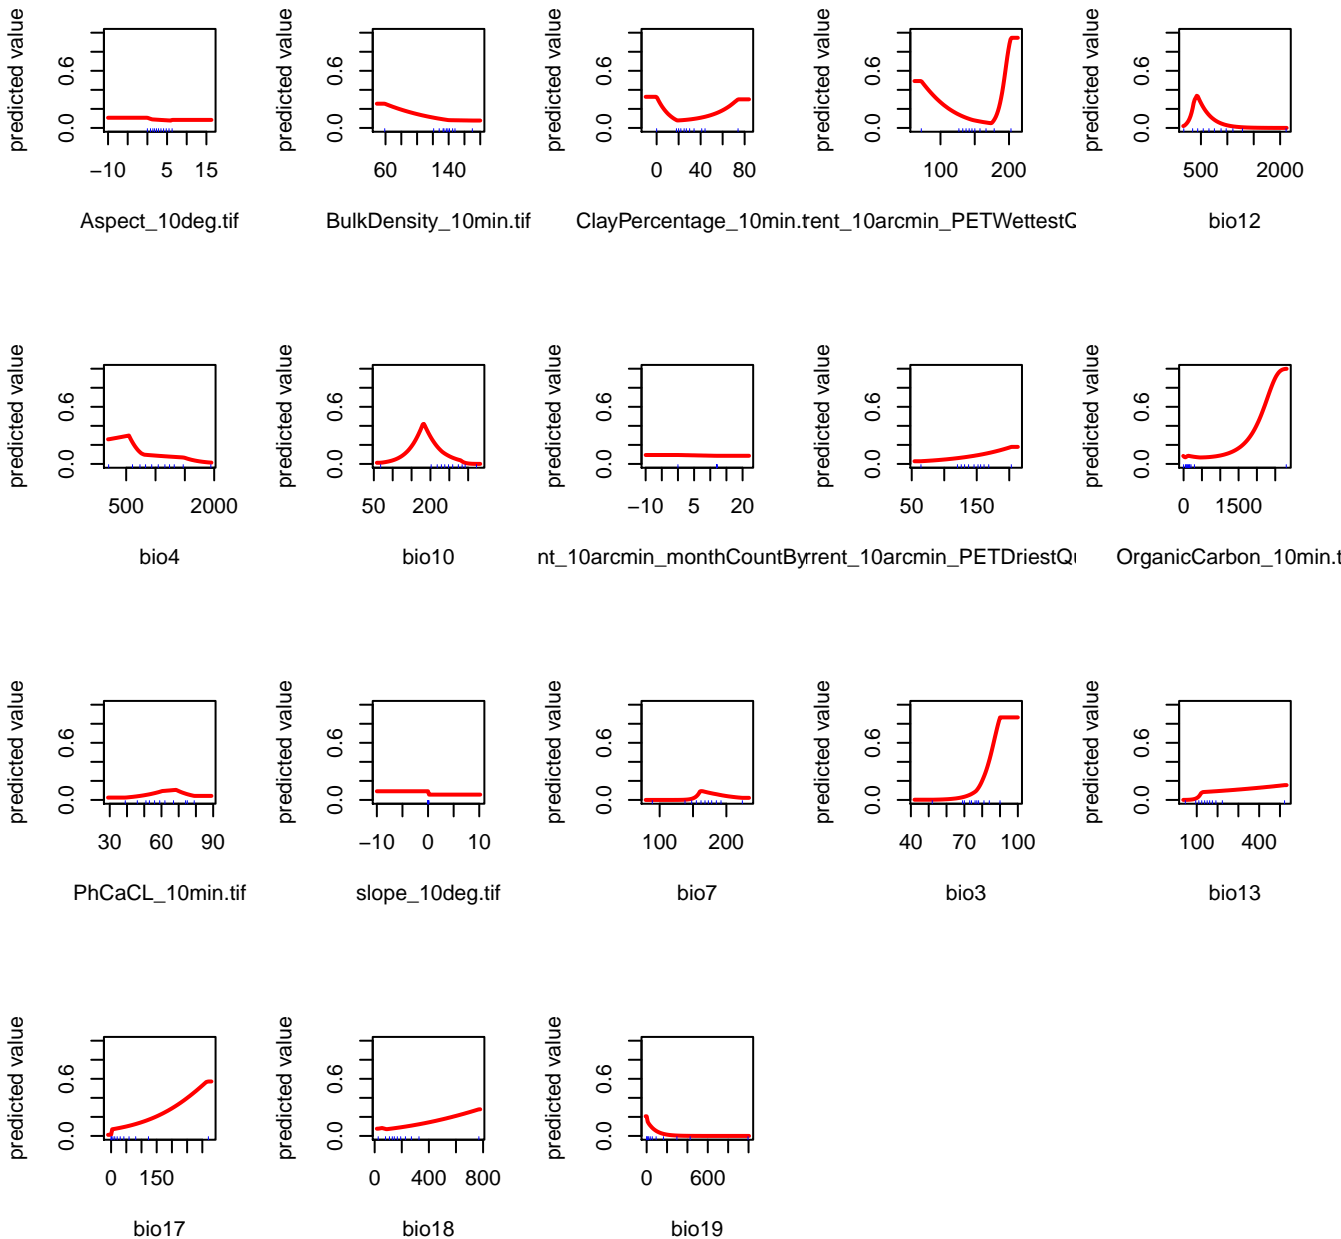 predicted value
0.0 0.6
-10 5 15
Aspect_10deg.tif
predicted value
0.0 0.6
60 140
BulkDensity_10min.tif
predicted value
0.0 0.6
0 40 80
ClayPercentage_10min.t
predicted value
0.0 0.6
100 200
rent_10arcmin_PETWettestQ
predicted value
0.0 0.6
500 2000
bio12
predicted value
0.0 0.6
500 2000
bio4
predicted value
0.0 0.6
50 200
bio10
predicted value
0.0 0.6
-10 5 20
nt_10arcmin_monthCountBy
predicted value
0.0 0.6
50 150
rrent_10arcmin_PETDriestQu
predicted value
0.0 0.6
0 1500
OrganicCarbon_10min.t
predicted value
0.0 0.6
30 60 90
PhCaCL_10min.tif
predicted value
0.0 0.6
-10 0 10
slope_10deg.tif
predicted value
0.0 0.6
100 200
bio7
predicted value
0.0 0.6
40 70 100
bio3
predicted value
0.0 0.6
100 400
bio13
predicted value
0.0 0.6
0 150
bio17
predicted value
0.0 0.6
0 400 800
bio18
predicted value
0.0 0.6
0 600
bio19